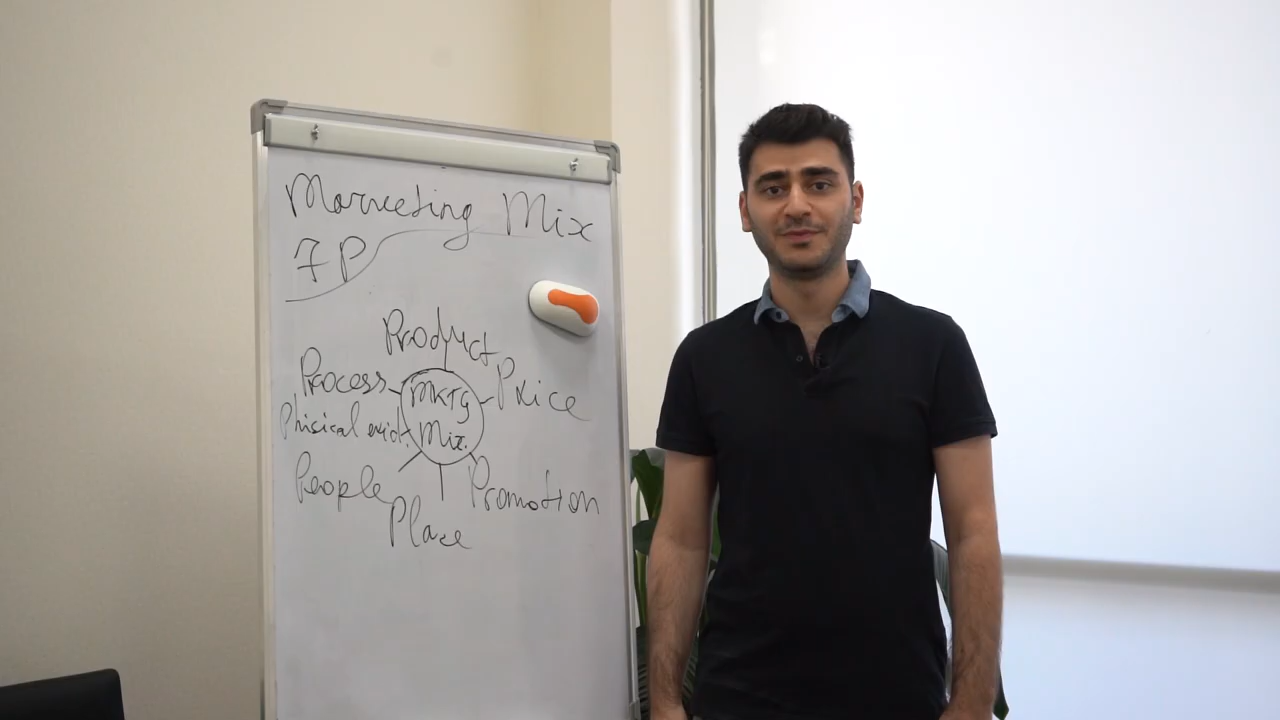 Marketing Mix
7P
Product
Price
Promotion
Place
People
Phisical evid.
Process
MKTG
Mix.